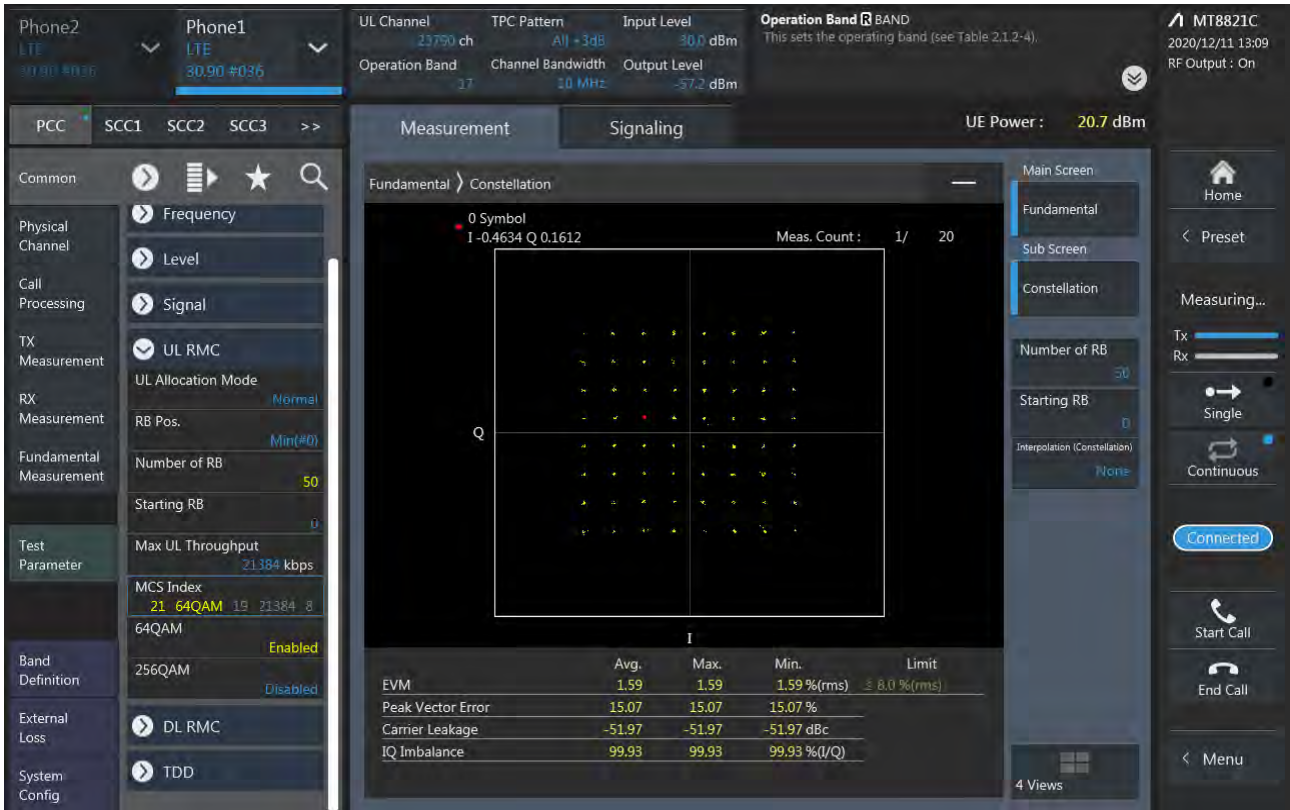 Phone2
LTE
30.90 #036
Phone1
LTE
30.90 #036
UL Channel
23790 ch
Operation Band
17
TPC Pattern
All +3dB
Channel Bandwidth
10 MHz
Input Level
30.0 dBm
Output Level
-57.2 dBm
Operation Band R BAND
This sets the operating band (see Table 2.1.2-4).
MT8821C
2020/12/11 13:09
RF Output : On
PCC SCC1 SCC2 SCC3 >>
Measurement
Signaling
UE Power : 20.7 dBm
Common
Physical
Channel
Call
Processing
TX
Measurement
RX
Measurement
Fundamental
Measurement
Test
Parameter
Band
Definition
External
Loss
System
Config
Frequency
Level
Signal
UL RMC
UL Allocation Mode
Normal
RB Pos.
Min(#0)
Number of RB
50
Starting RB
0
Max UL Throughput
21384 kbps
MCS Index
21 64QAM 19 21384 8
64QAM
Enabled
256QAM
Disabled
DL RMC
TDD
Fundamental > Constellation
0 Symbol
I -0.4634 Q 0.1612
Meas. Count : 1/ 20
Q
I
Avg. Max. Min. Limit
EVM 1.59 1.59 1.59 %(rms) ≤ 8.0 %(rms)
Peak Vector Error 15.07 15.07 15.07 %
Carrier Leakage -51.97 -51.97 -51.97 dBc
IQ Imbalance 99.93 99.93 99.93 %(I/Q)
Main Screen
Fundamental
Sub Screen
Constellation
Number of RB
50
Starting RB
0
Interpolation (Constellation)
None
4 Views
Home
< Preset
Measuring...
Tx
Rx
Single
Continuous
Connected
Start Call
End Call
< Menu